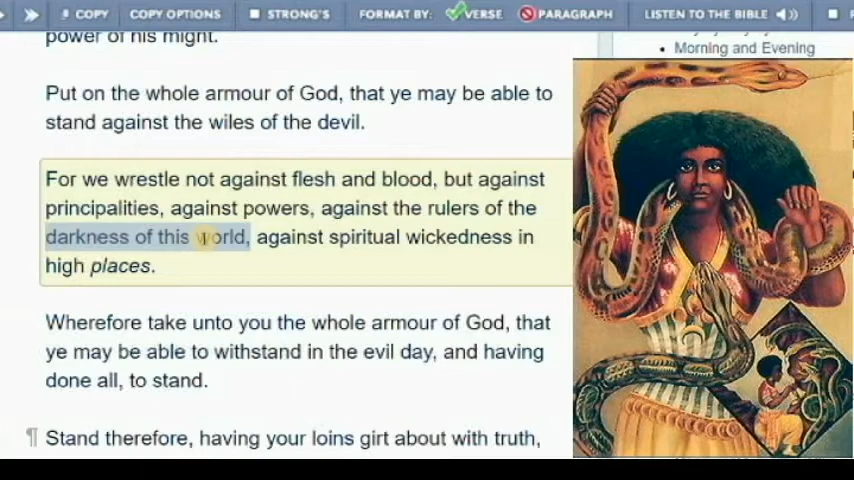 COPY COPY OPTIONS STRONG'S FORMAT BY: VERSE PARAGRAPH LISTEN TO THE BIBLE
Morning and Evening
power of his might.
Put on the whole armour of God, that ye may be able to
stand against the wiles of the devil.
For we wrestle not against flesh and blood, but against
principalities, against powers, against the rulers of the
darkness of this world, against spiritual wickedness in
high places.
Wherefore take unto you the whole armour of God, that
ye may be able to withstand in the evil day, and having
done all, to stand.
¶ Stand therefore, having your loins girt about with truth,